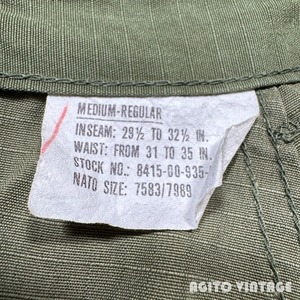 MEDIUM-REGULAR
INSEAM; 29½ TO 32½ IN.
WAIST: FROM 31 TO 35 IN.
STOCK NO.: 8415-00-935-
NATO SIZE: 7583/7989
AGITO VINTAGE